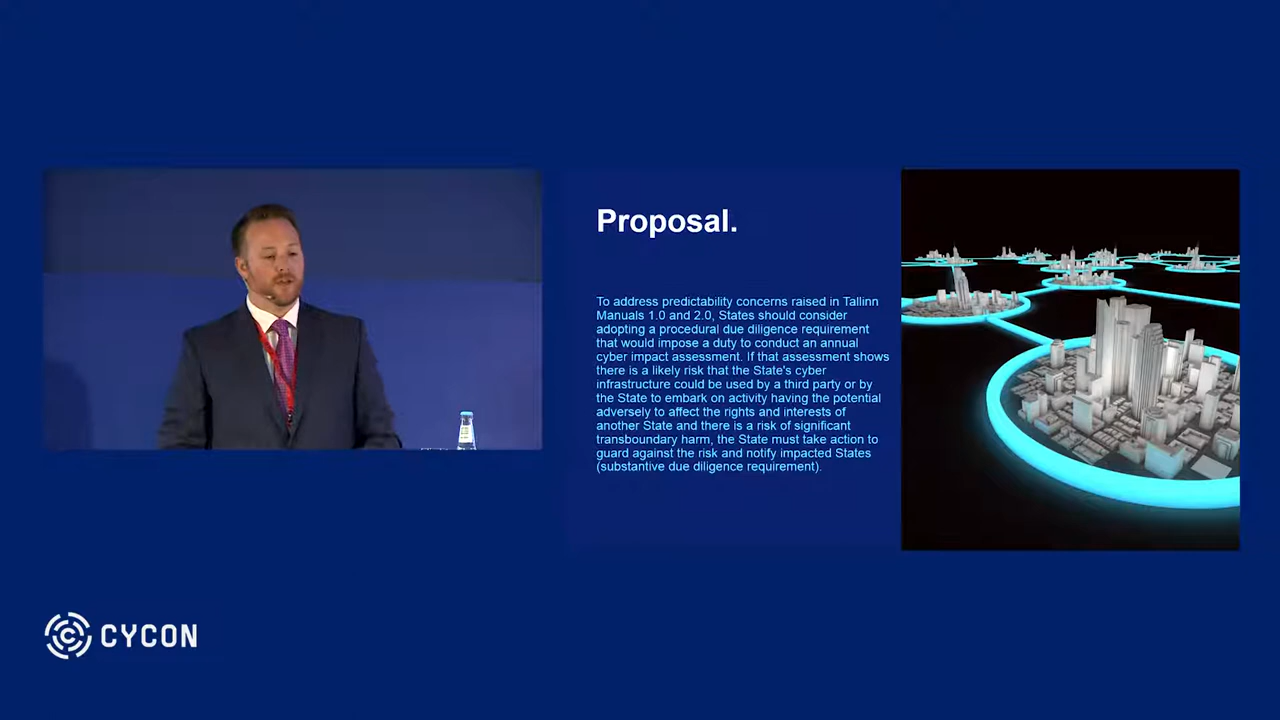 Proposal.
To address predictability concerns raised in Tallinn
Manuals 1.0 and 2.0, States should consider
adopting a procedural due diligence requirement
that would impose a duty to conduct an annual
cyber impact assessment. If that assessment shows
there is a likely risk that the State's cyber
infrastructure could be used by a third party or by
the State to embark on activity having the potential
adversely to affect the rights and interests of
another State and there is a risk of significant
transboundary harm, the State must take action to
guard against the risk and notify impacted States
(substantive due diligence requirement).
CYCON